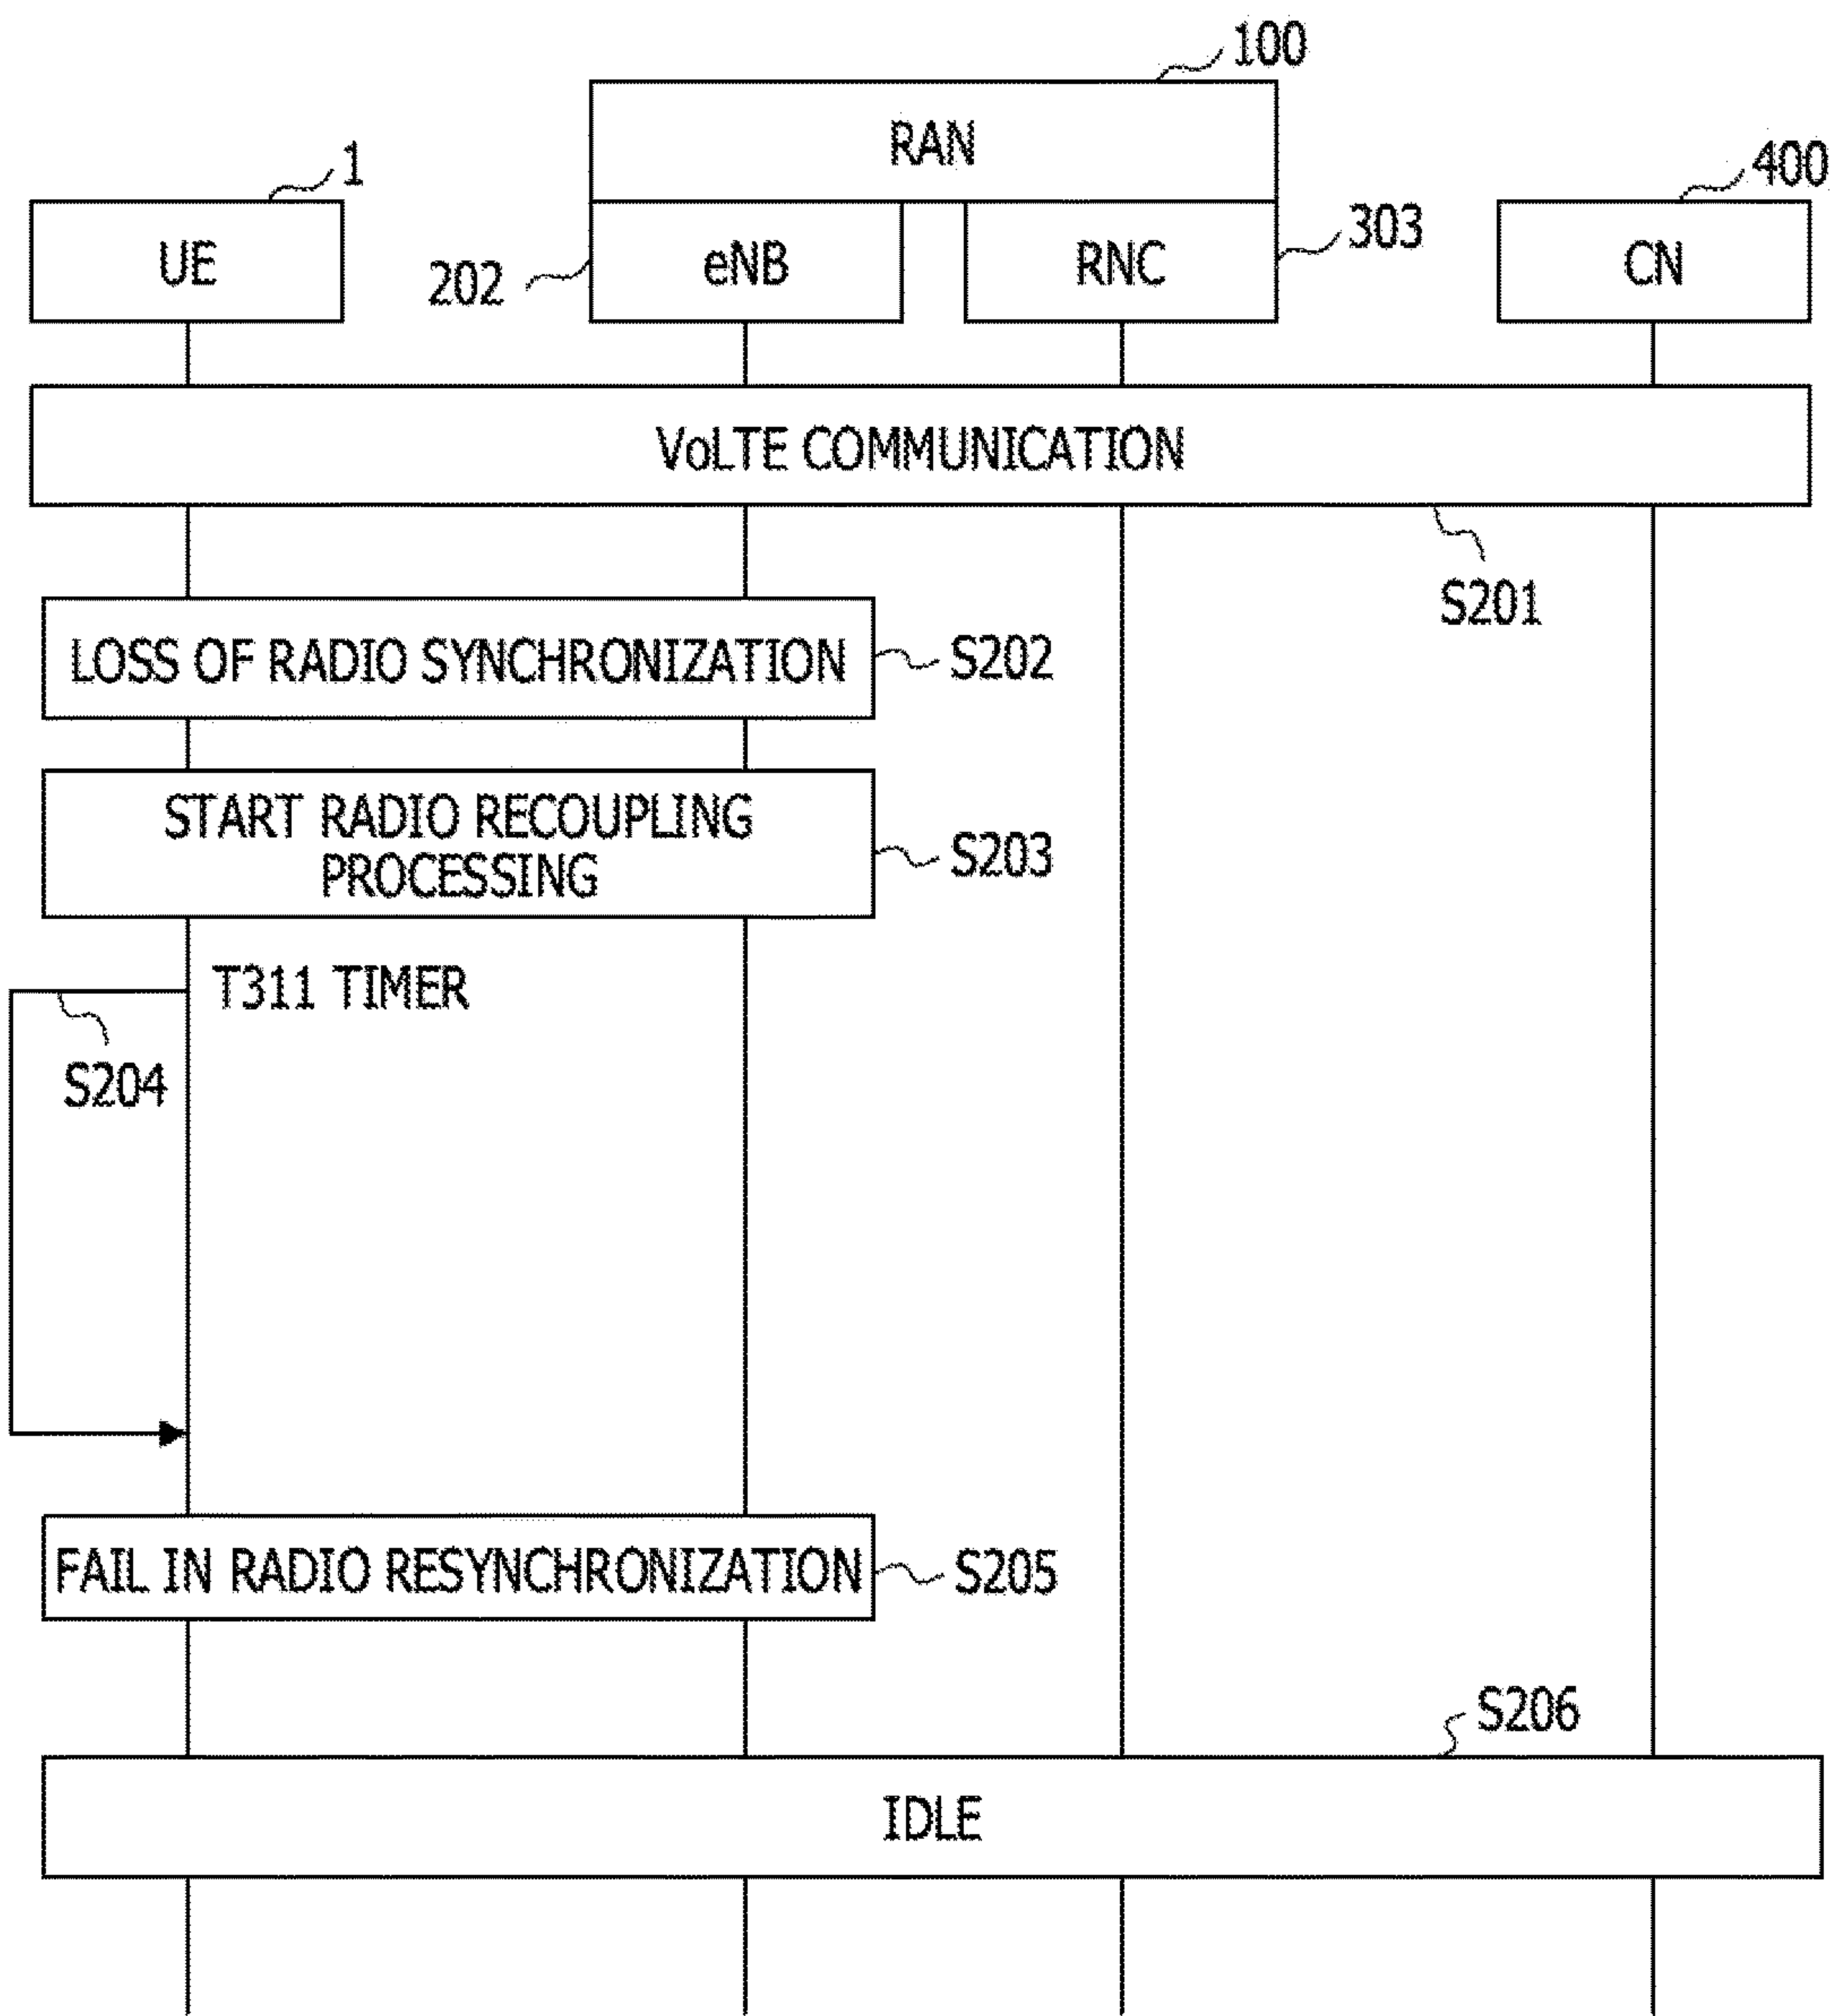 100
RAN
1
400
UE
202
eNB
RNC
303
CN
VoLTE COMMUNICATION
S201
LOSS OF RADIO SYNCHRONIZATION
S202
START RADIO RECOUPLING
PROCESSING
S203
T311 TIMER
S204
FAIL IN RADIO RESYNCHRONIZATION
S205
S206
IDLE